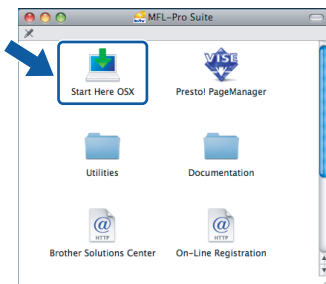 MFL-Pro Suite
Start Here OSX
VISE
Presto! PageManager
Utilities
Documentation
@
HTTP
@
HTTP
Brother Solutions Center
On-Line Registration